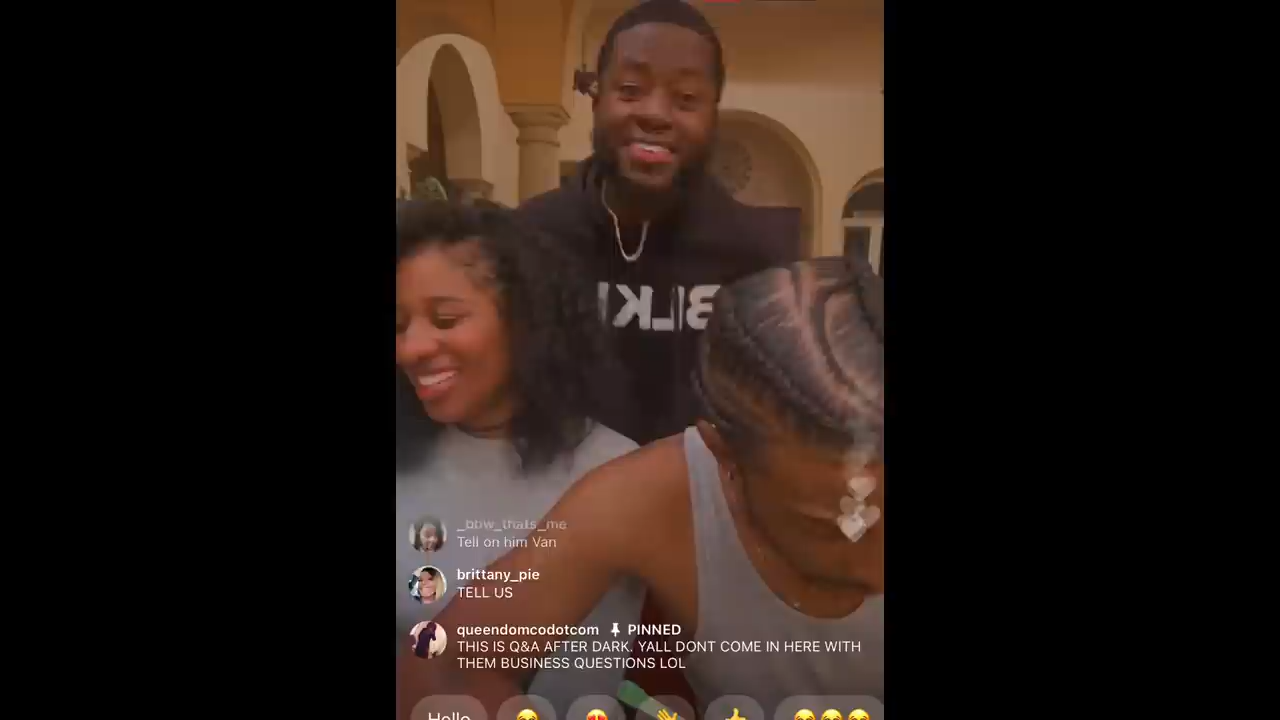 BLK
_bbw_thats_me
Tell on him Van
brittany_pie
TELL US
queendomcodotcom PINNED
THIS IS Q&A AFTER DARK. YALL DONT COME IN HERE WITH
THEM BUSINESS QUESTIONS LOL
Hello